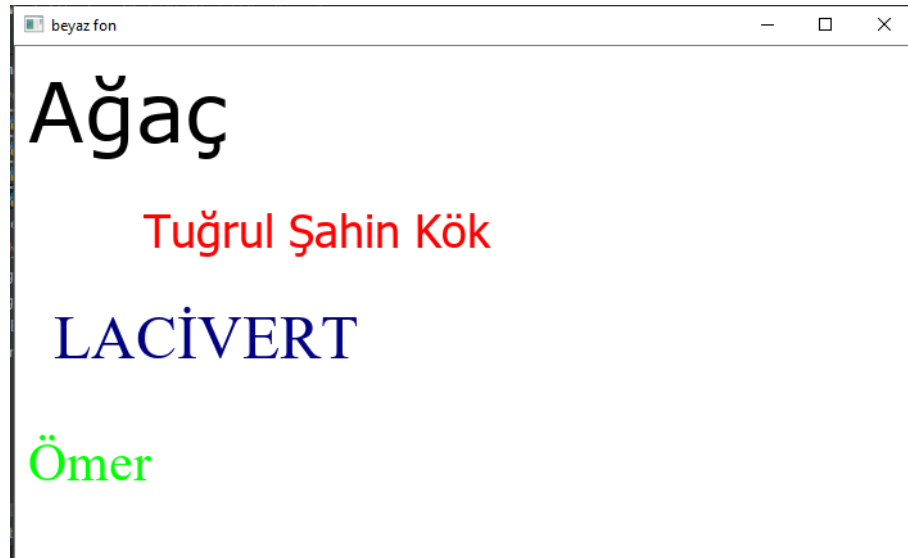 beyaz fon
Ağaç
Tuğrul Şahin Kök
LACİVERT
Ömer